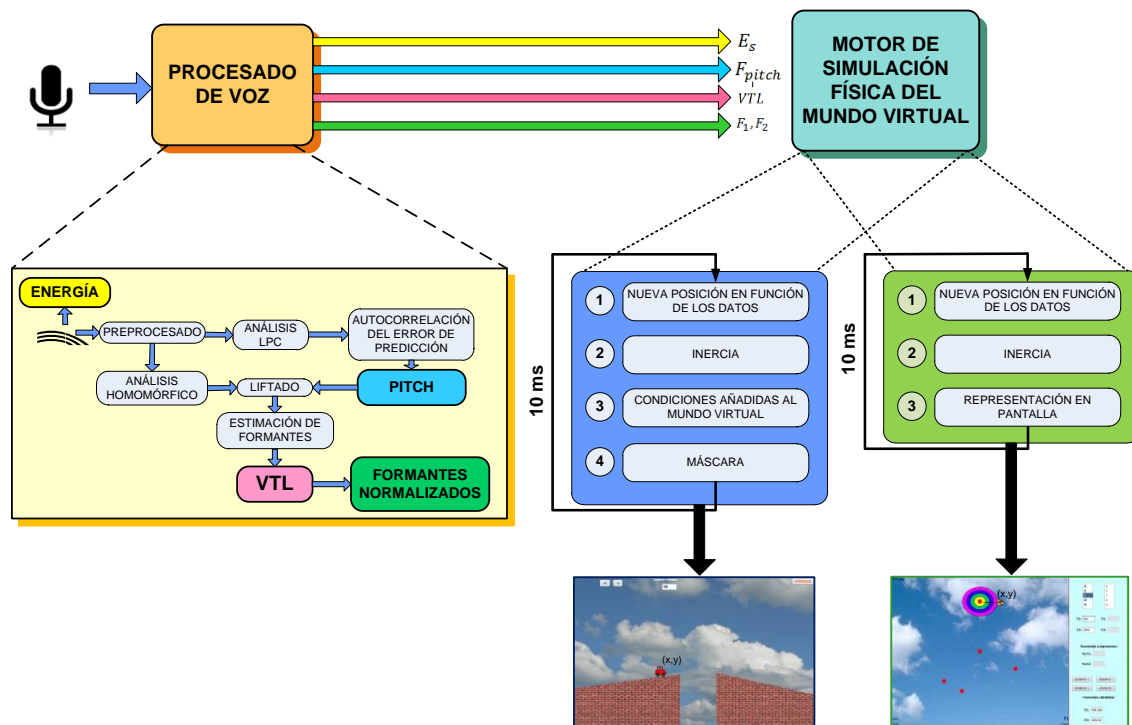 PROCESADO
DE VOZ
E_s
F_pitch
VTL
F_1, F_2
MOTOR DE
SIMULACIÓN
FÍSICA DEL
MUNDO VIRTUAL
ENERGÍA
PREPROCESADO
ANÁLISIS
LPC
AUTOCORRELACIÓN
DEL ERROR DE
PREDICCIÓN
ANÁLISIS
HOMOMÓRFICO
LIFTADO
PITCH
ESTIMACIÓN DE
FORMANTES
VTL
FORMANTES
NORMALIZADOS
10 ms
1
NUEVA POSICIÓN EN FUNCIÓN
DE LOS DATOS
2
INERCIA
3
CONDICIONES AÑADIDAS AL
MUNDO VIRTUAL
4
MÁSCARA
10 ms
1
NUEVA POSICIÓN EN FUNCIÓN
DE LOS DATOS
2
INERCIA
3
REPRESENTACIÓN EN
PANTALLA
(x,y)
(x,y)